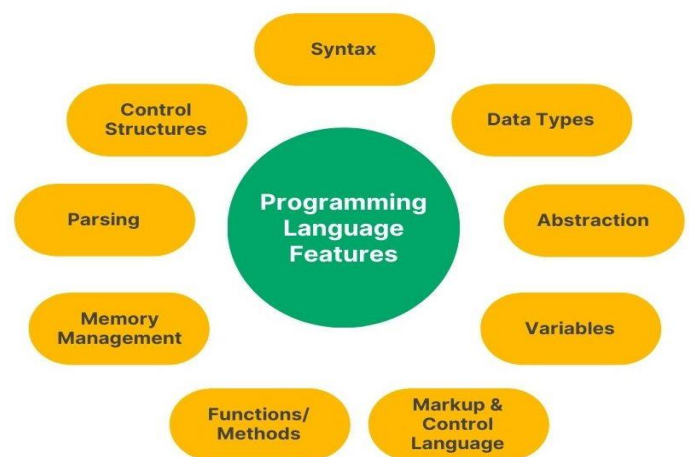 Syntax
Control
Structures
Data Types
Programming
Language
Features
Parsing
Abstraction
Memory
Management
Variables
Functions/
Methods
Markup &
Control
Language